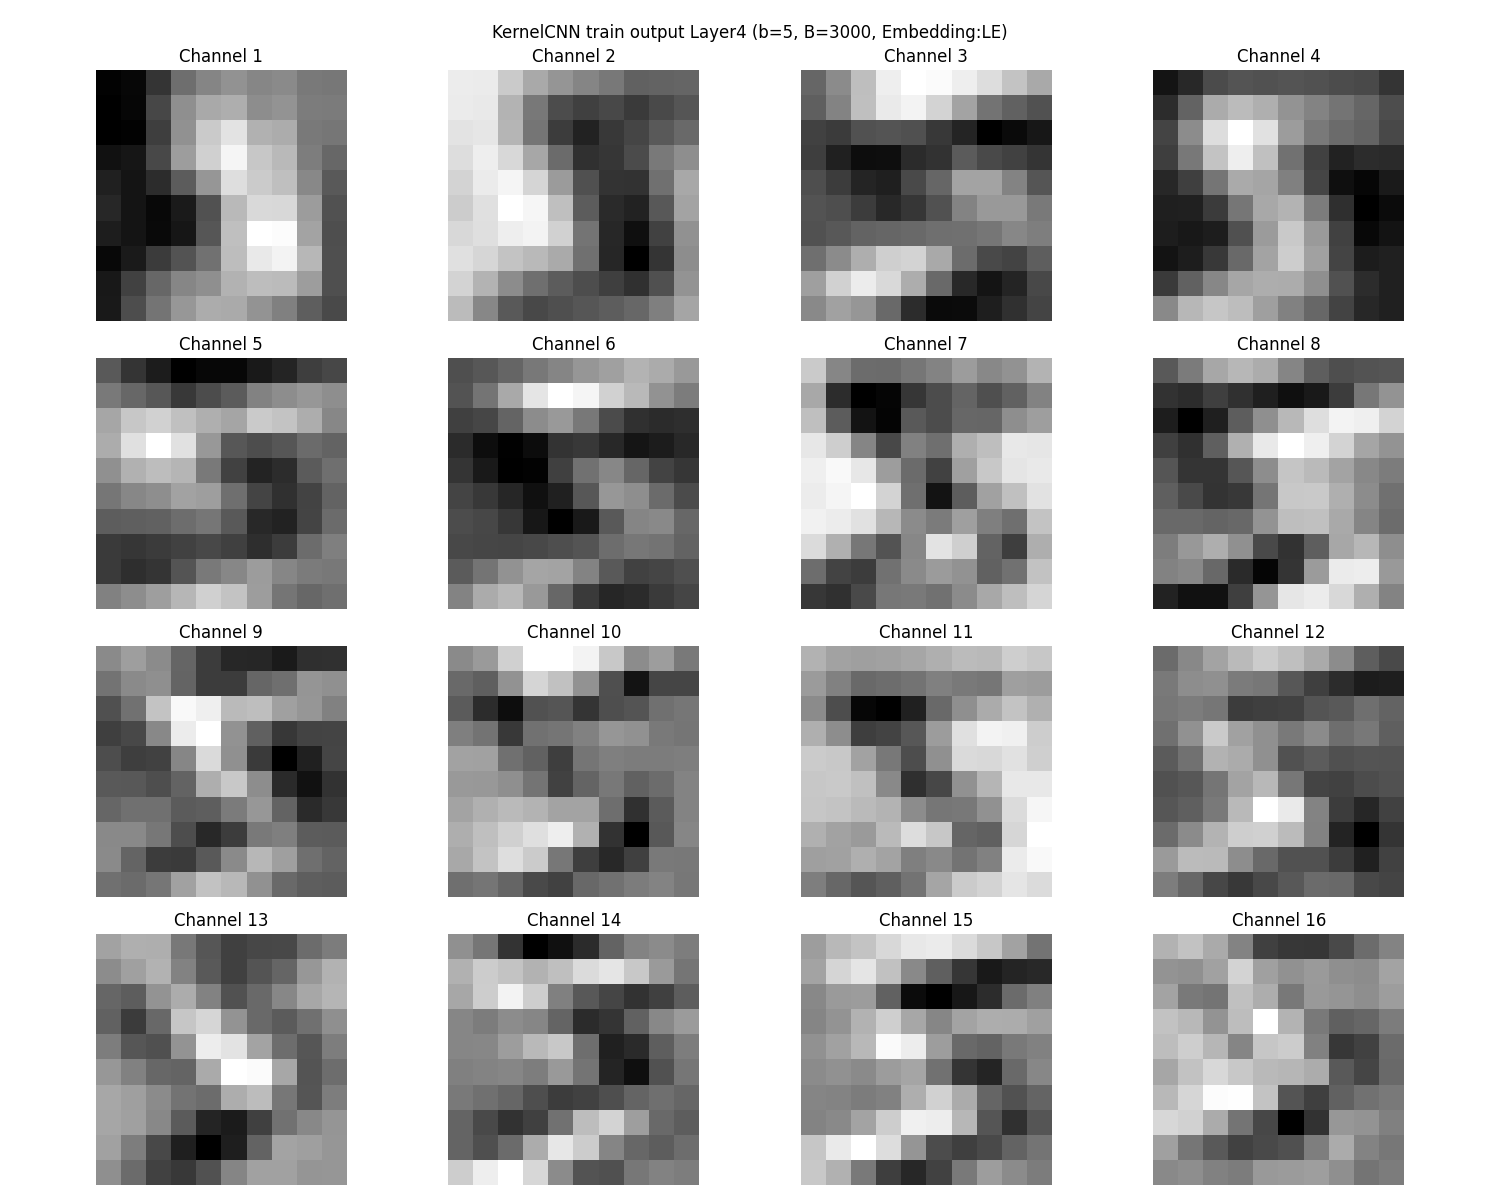 KernelCNN train output Layer4 (b=5, B=3000, Embedding:LE)
Channel 1
Channel 2
Channel 3
Channel 4
Channel 5
Channel 6
Channel 7
Channel 8
Channel 9
Channel 10
Channel 11
Channel 12
Channel 13
Channel 14
Channel 15
Channel 16